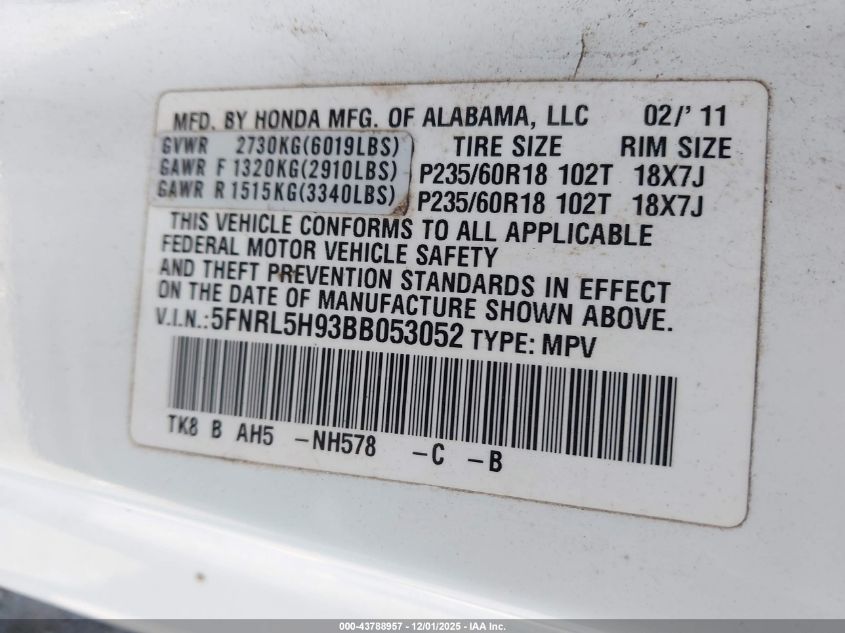 MFD. BY HONDA MFG. OF ALABAMA, LLC 02/' 11
GVWR 2730KG(6019LBS) TIRE SIZE RIM SIZE
GAWR F 1320KG(2910LBS) P235/60R18 102T 18X7J
GAWR R 1515KG(3340LBS) P235/60R18 102T 18X7J
THIS VEHICLE CONFORMS TO ALL APPLICABLE
FEDERAL MOTOR VEHICLE SAFETY
AND THEFT PREVENTION STANDARDS IN EFFECT
ON THE DATE OF MANUFACTURE SHOWN ABOVE.
V.I.N.:5FNRL5H93BB053052 TYPE: MPV
TK8 B AH5 -NH578 -C -B
000-43788957 - 12/01/2025 - IAA Inc.